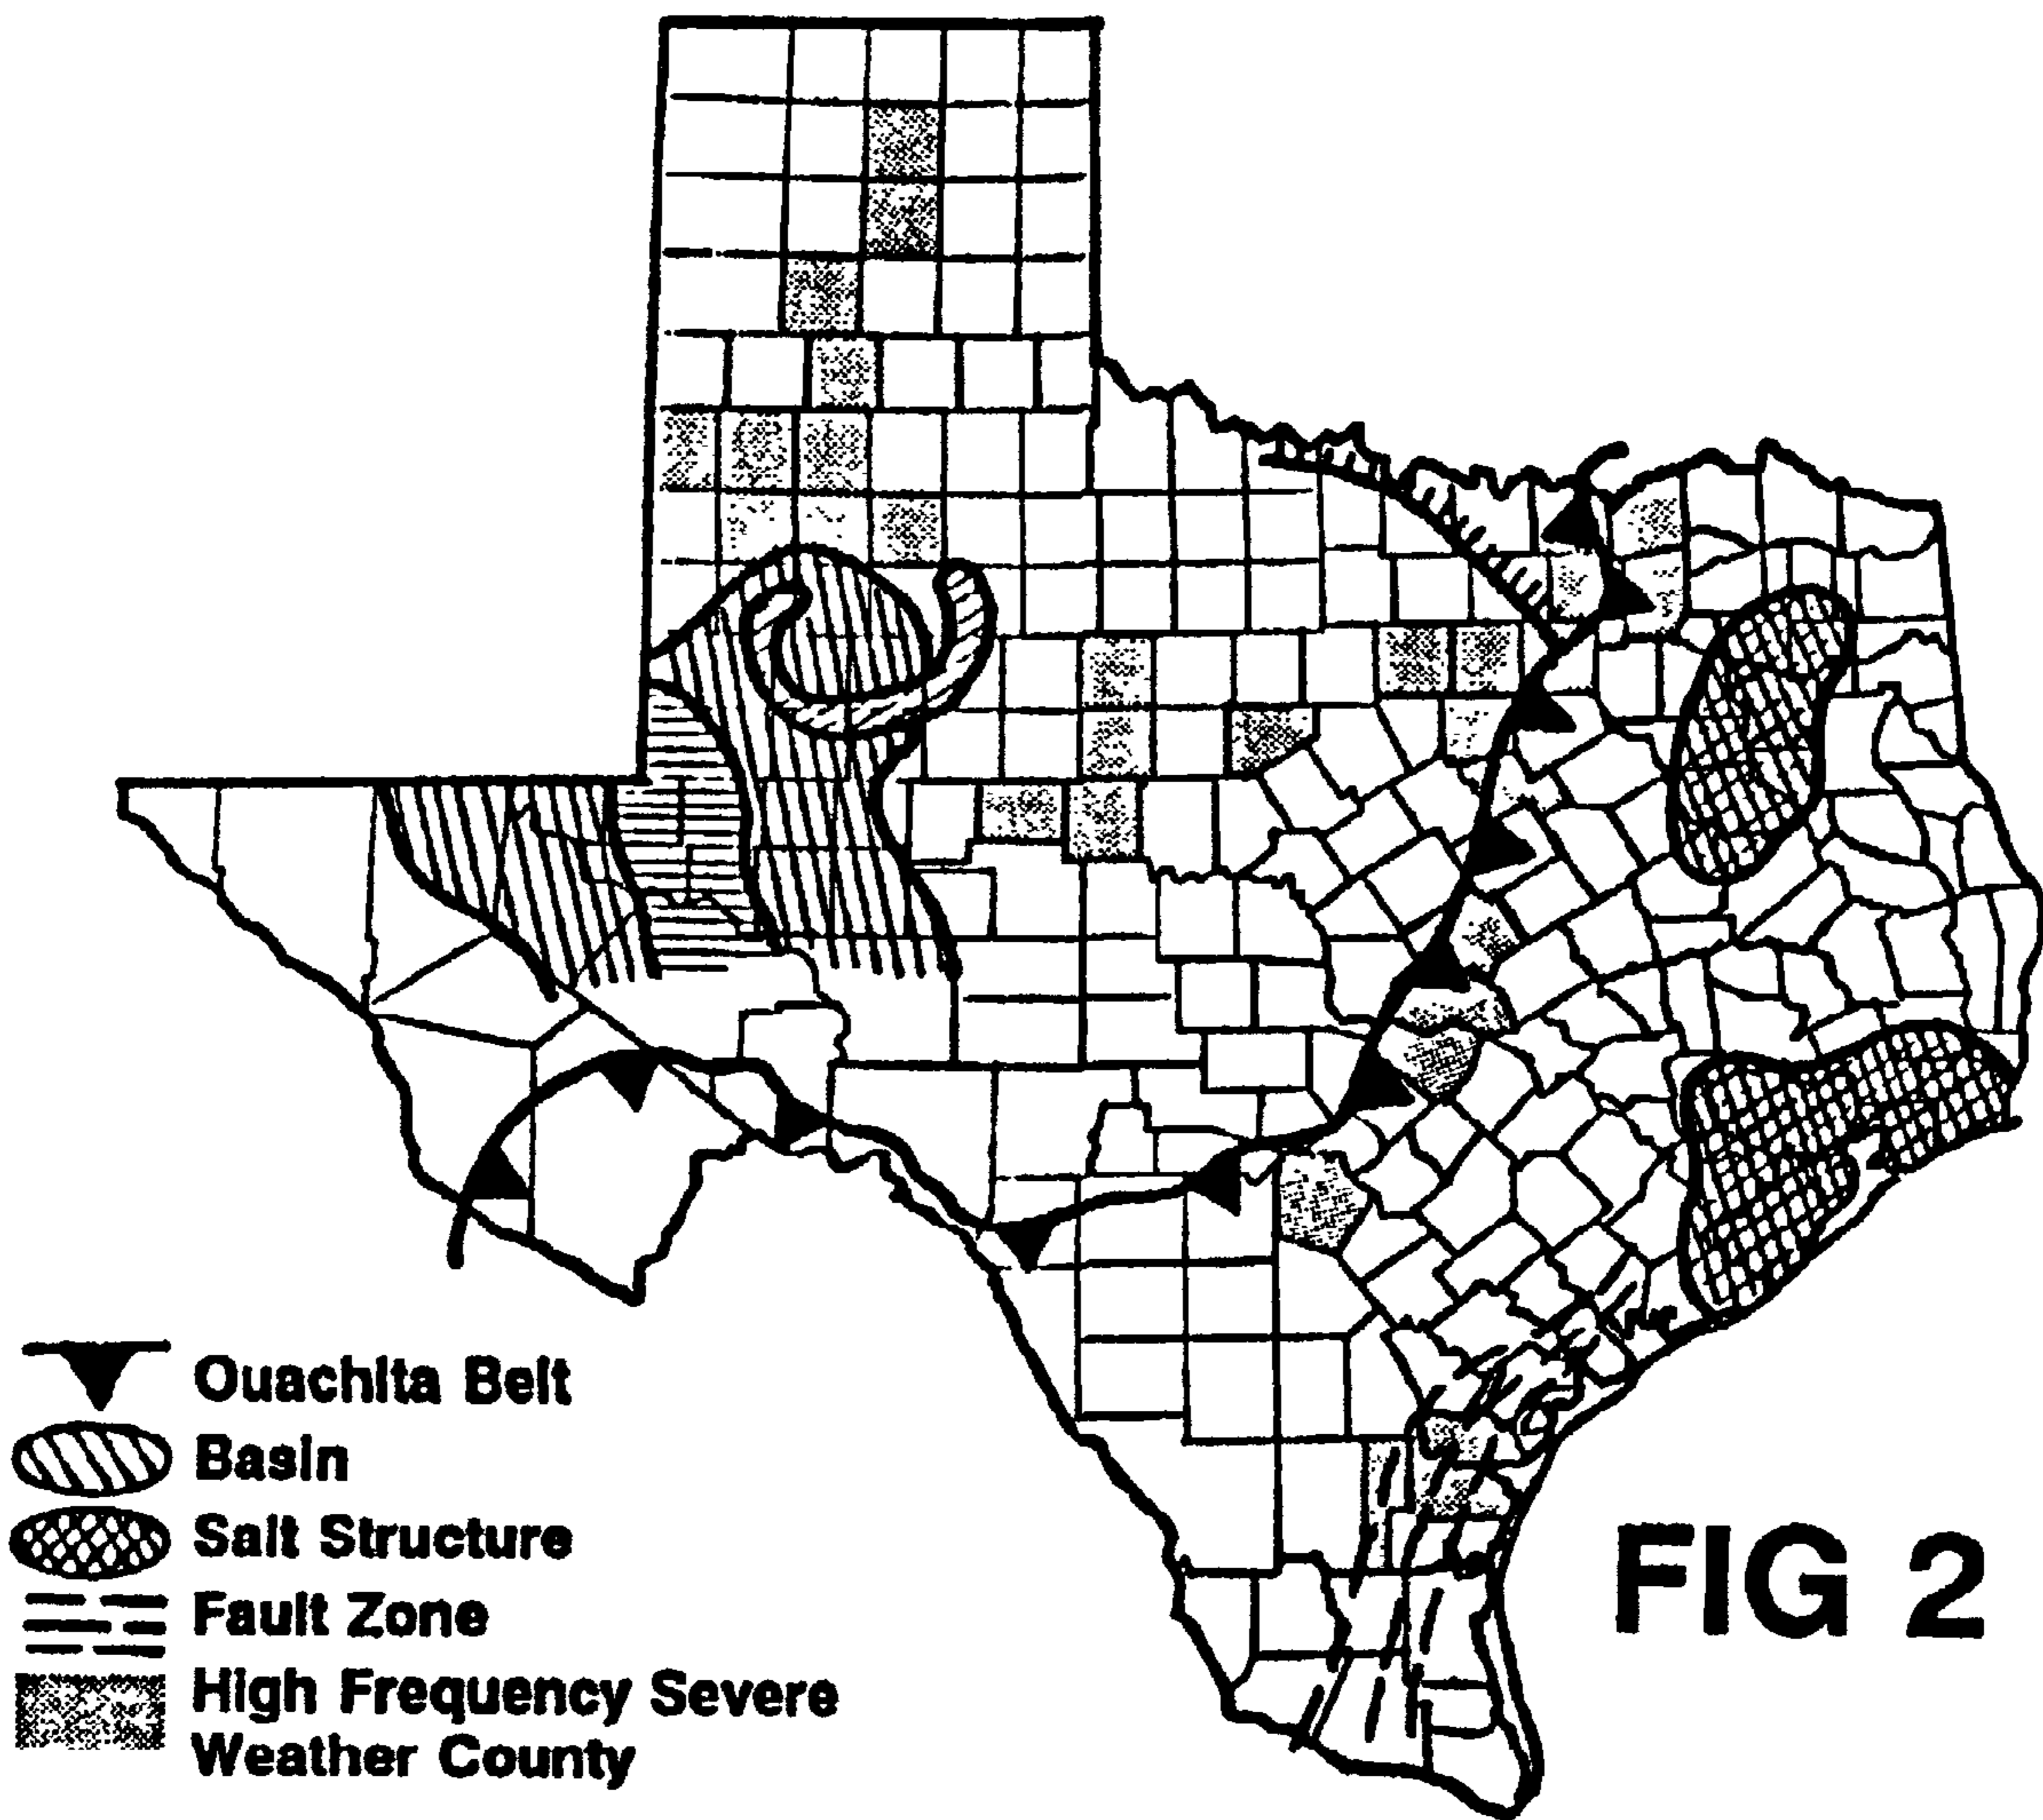 Ouachita Belt
Basin
Salt Structure
Fault Zone
High Frequency Severe
Weather County
FIG 2